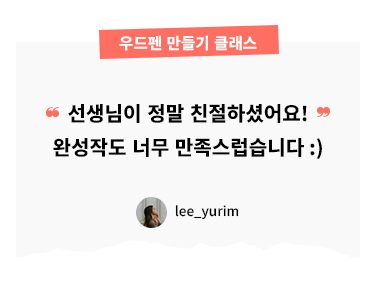 우드펜 만들기 클래스
❝ 선생님이 정말 친절하셨어요! ❞
완성작도 너무 만족스럽습니다 :)
lee_yurim